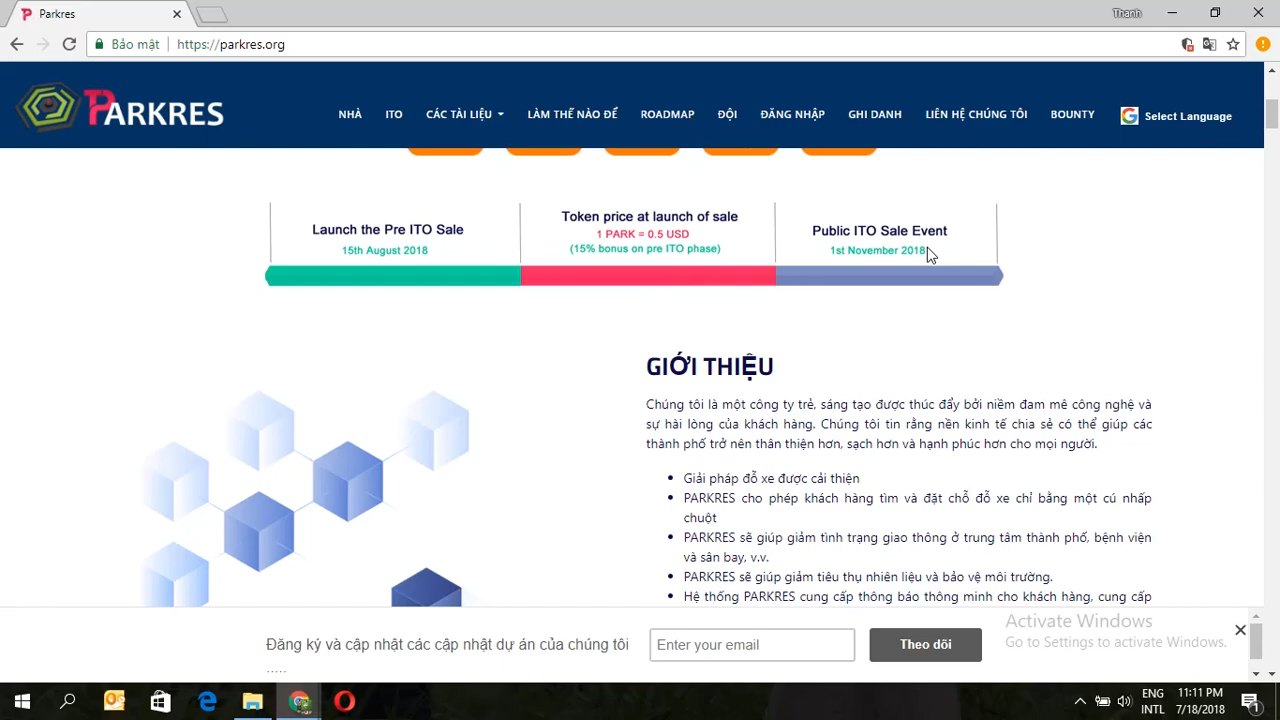 Parkres
Thanh
Bảo mật
https://parkres.org
PARKRES
NHÀ
ITO
CÁC TÀI LIỆU
LÀM THẾ NÀO ĐỂ
ROADMAP
ĐỘI
ĐĂNG NHẬP
GHI DANH
LIÊN HỆ CHÚNG TÔI
BOUNTY
Select Language
Launch the Pre ITO Sale
15th August 2018
Token price at launch of sale
1 PARK = 0.5 USD
(15% bonus on pre ITO phase)
Public ITO Sale Event
1st November 2018
GIỚI THIỆU
Chúng tôi là một công ty trẻ, sáng tạo được thúc đẩy bởi niềm đam mê công nghệ và
sự hài lòng của khách hàng. Chúng tôi tin rằng nền kinh tế chia sẻ có thể giúp các
thành phố trở nên thân thiện hơn, sạch hơn và hạnh phúc hơn cho mọi người.
Giải pháp đỗ xe được cải thiện
PARKRES cho phép khách hàng tìm và đặt chỗ đỗ xe chỉ bằng một cú nhấp
chuột
PARKRES sẽ giúp giảm tình trạng giao thông ở trung tâm thành phố, bệnh viện
và sân bay, v.v.
PARKRES sẽ giúp giảm tiêu thụ nhiên liệu và bảo vệ môi trường.
Hệ thống PARKRES cung cấp thông báo thông minh cho khách hàng, cung cấp
Đăng ký và cập nhật các cập nhật dự án của chúng tôi
.....
Enter your email
Theo dõi
Activate Windows
Go to Settings to activate Windows.
ENG
INTL
11:11 PM
7/18/2018
1